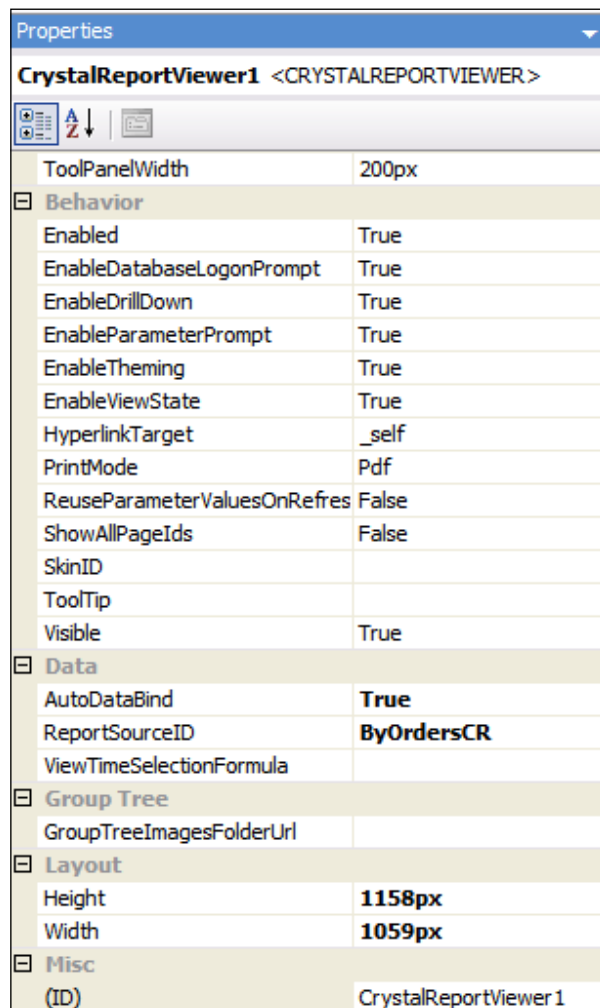 Properties
CrystalReportViewer1 <CRYSTALREPORTVIEWER>
A
Z
ToolPanelWidth 200px
Behavior
Enabled True
EnableDatabaseLogonPrompt True
EnableDrillDown True
EnableParameterPrompt True
EnableTheming True
EnableViewState True
HyperlinkTarget _self
PrintMode Pdf
ReuseParameterValuesOnRefres False
ShowAllPageIds False
SkinID
ToolTip
Visible True
Data
AutoDataBind True
ReportSourceID ByOrdersCR
ViewTimeSelectionFormula
Group Tree
GroupTreeImagesFolderUrl
Layout
Height 1158px
Width 1059px
Misc
(ID) CrystalReportViewer1